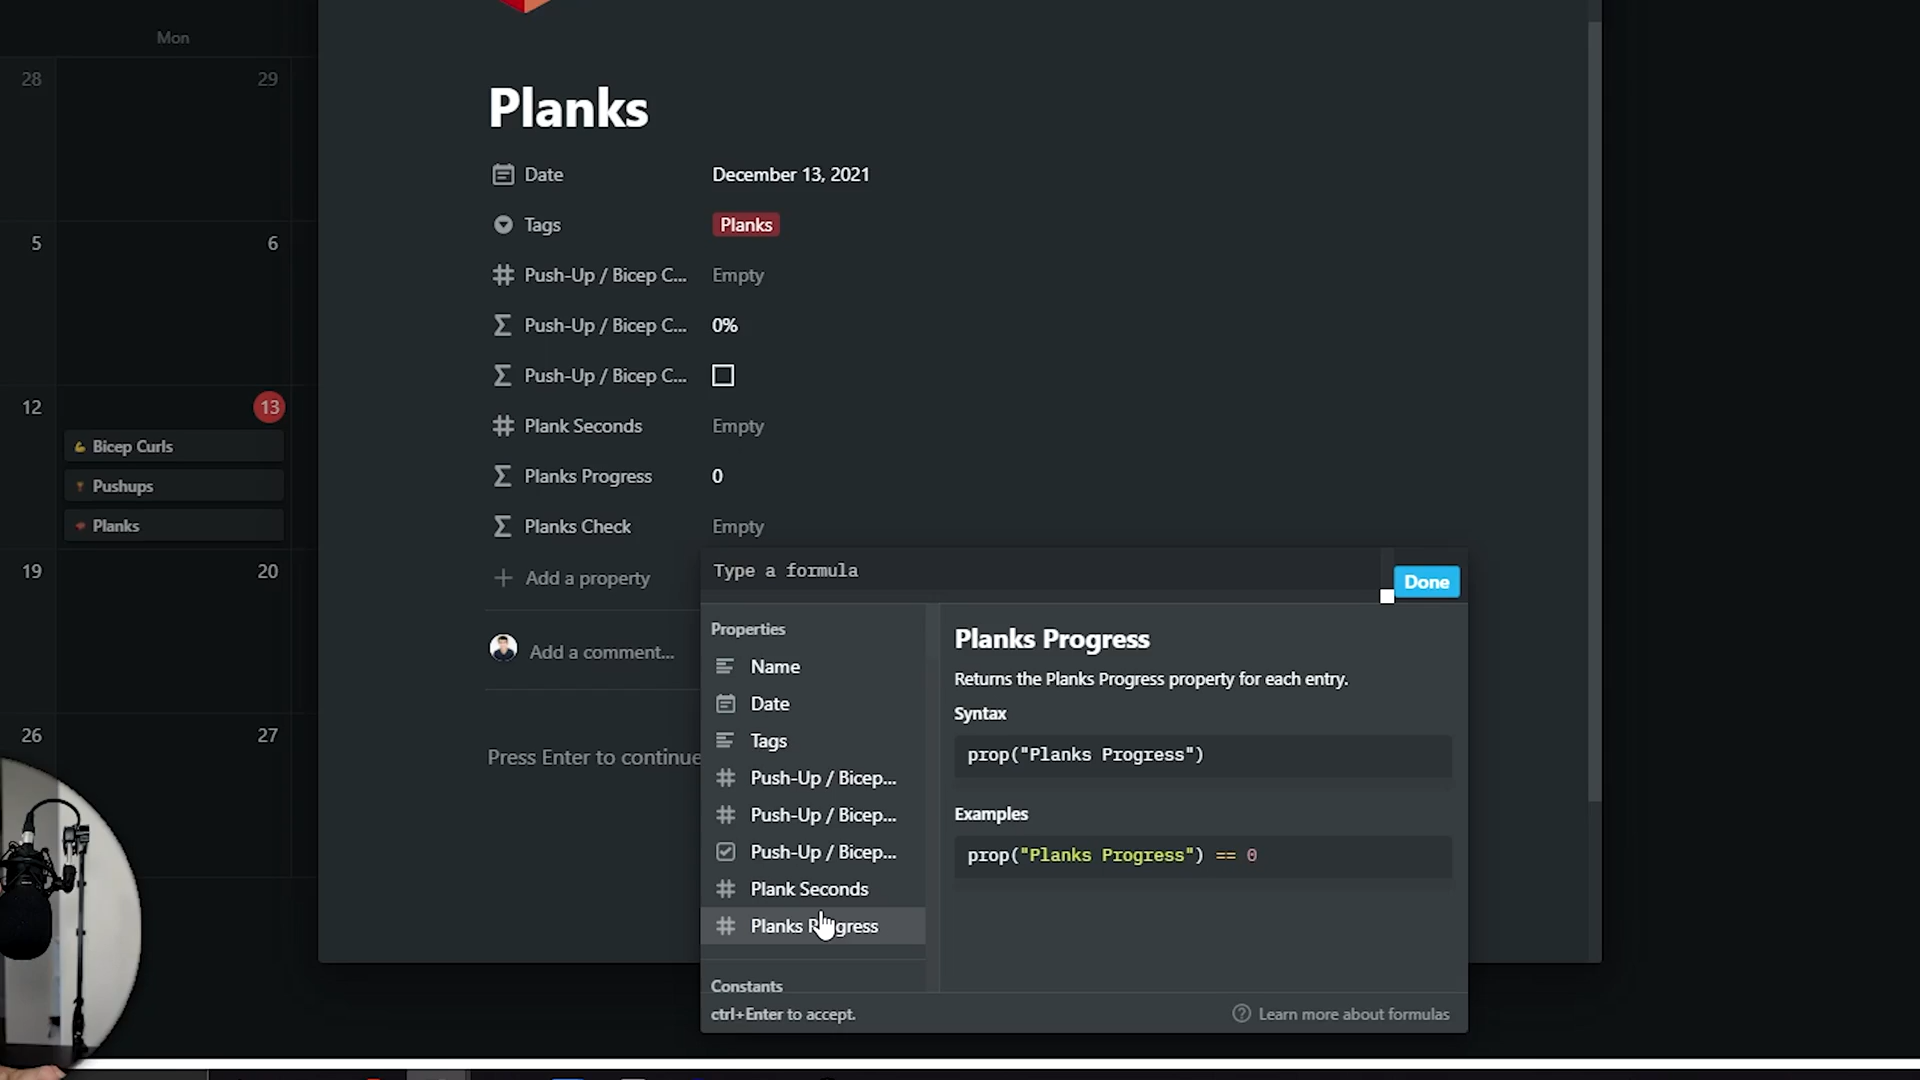 Mon
28
29
5
6
12
13
Bicep Curls
Pushups
Planks
19
20
26
27
Planks
Date
December 13, 2021
Tags
Planks
Push-Up / Bicep C...
Empty
Push-Up / Bicep C...
0%
Push-Up / Bicep C...
Plank Seconds
Empty
Planks Progress
0
Planks Check
Empty
Add a property
Add a comment...
Press Enter to continue
Type a formula
Done
Properties
Name
Date
Tags
Push-Up / Bicep...
Push-Up / Bicep...
Push-Up / Bicep...
Plank Seconds
Planks Progress
Constants
Planks Progress
Returns the Planks Progress property for each entry.
Syntax
prop("Planks Progress")
Examples
prop("Planks Progress") == 0
ctrl+Enter to accept.
Learn more about formulas